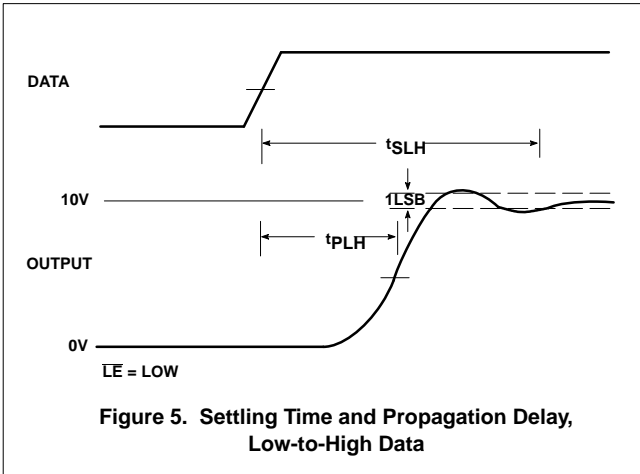 DATA
tSLH
10V
1LSB
tPLH
OUTPUT
0V
LE = LOW
Figure 5. Settling Time and Propagation Delay,
Low-to-High Data